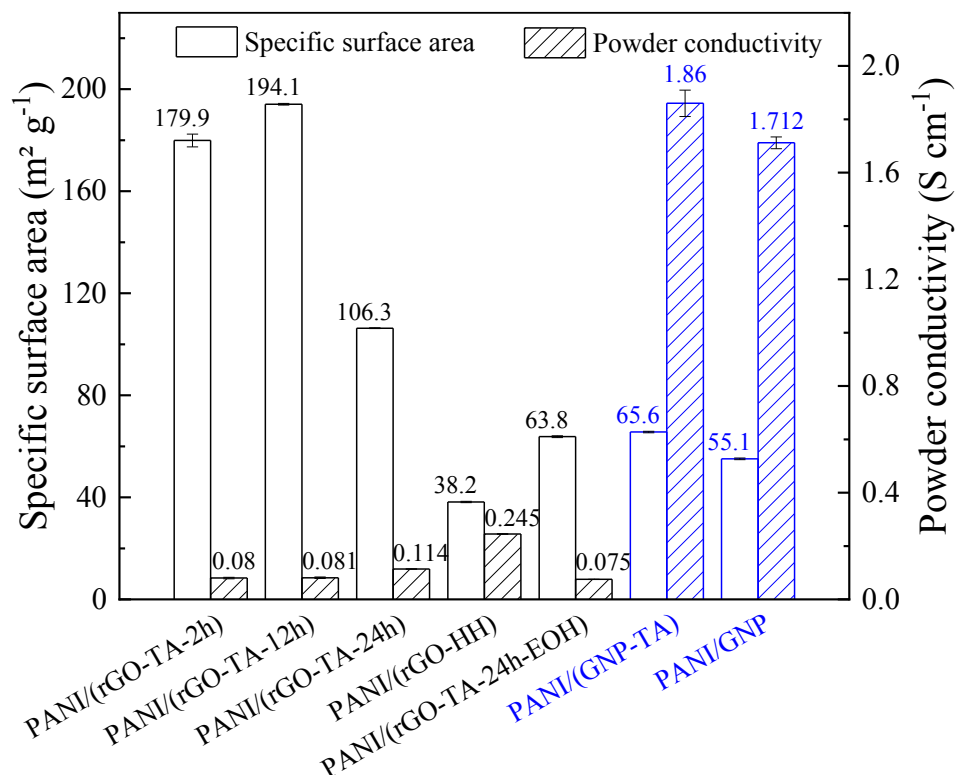 Specific surface area
Powder conductivity
Specific surface area (m² g⁻¹)
200
160
120
80
40
0
Powder conductivity (S cm⁻¹)
2.0
1.6
1.2
0.8
0.4
0.0
179.9
0.08
194.1
0.081
106.3
0.114
38.2
0.245
63.8
0.075
65.6
1.86
55.1
1.712
PANI/(rGO-TA-2h)
PANI/(rGO-TA-12h)
PANI/(rGO-TA-24h)
PANI/(rGO-HH)
PANI/(rGO-TA-24h-EOH)
PANI/(GNP-TA)
PANI/GNP